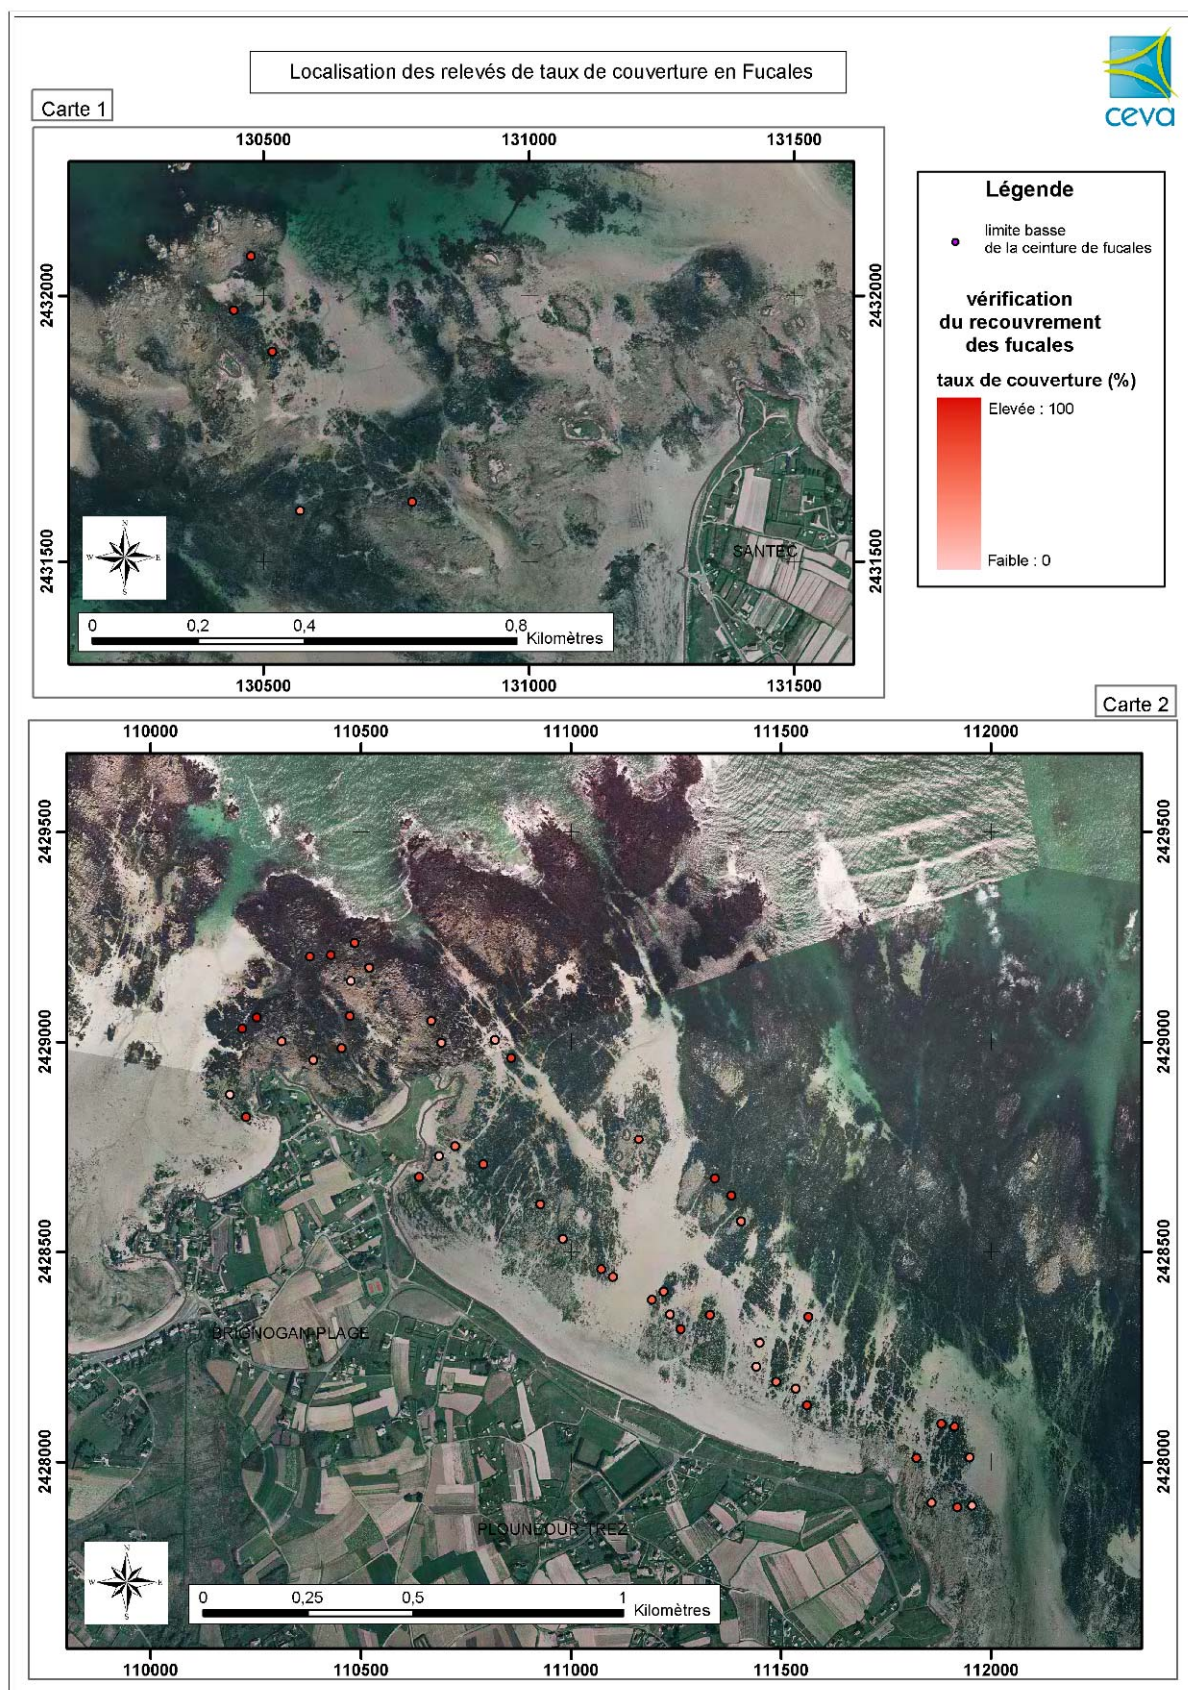 Localisation des relevés de taux de couverture en Fucales
ceva
Carte 1
130500 131000 131500
2432000 2432000
2431500 2431500
SANTEC
N
W E
S
0 0,2 0,4 0,8
Kilomètres
130500 131000 131500
Légende
limite basse
de la ceinture de fucales
vérification
du recouvrement
des fucales
taux de couverture (%)
Elevée : 100
Faible : 0
Carte 2
110000 110500 111000 111500 112000
2429500 2429500
2429000 2429000
2428500 2428500
BRIGNOGAN-PLAGE
2428000 2428000
PLOUNEOUR-TREZ
N
W E
S
0 0,25 0,5 1
Kilomètres
110000 110500 111000 111500 112000